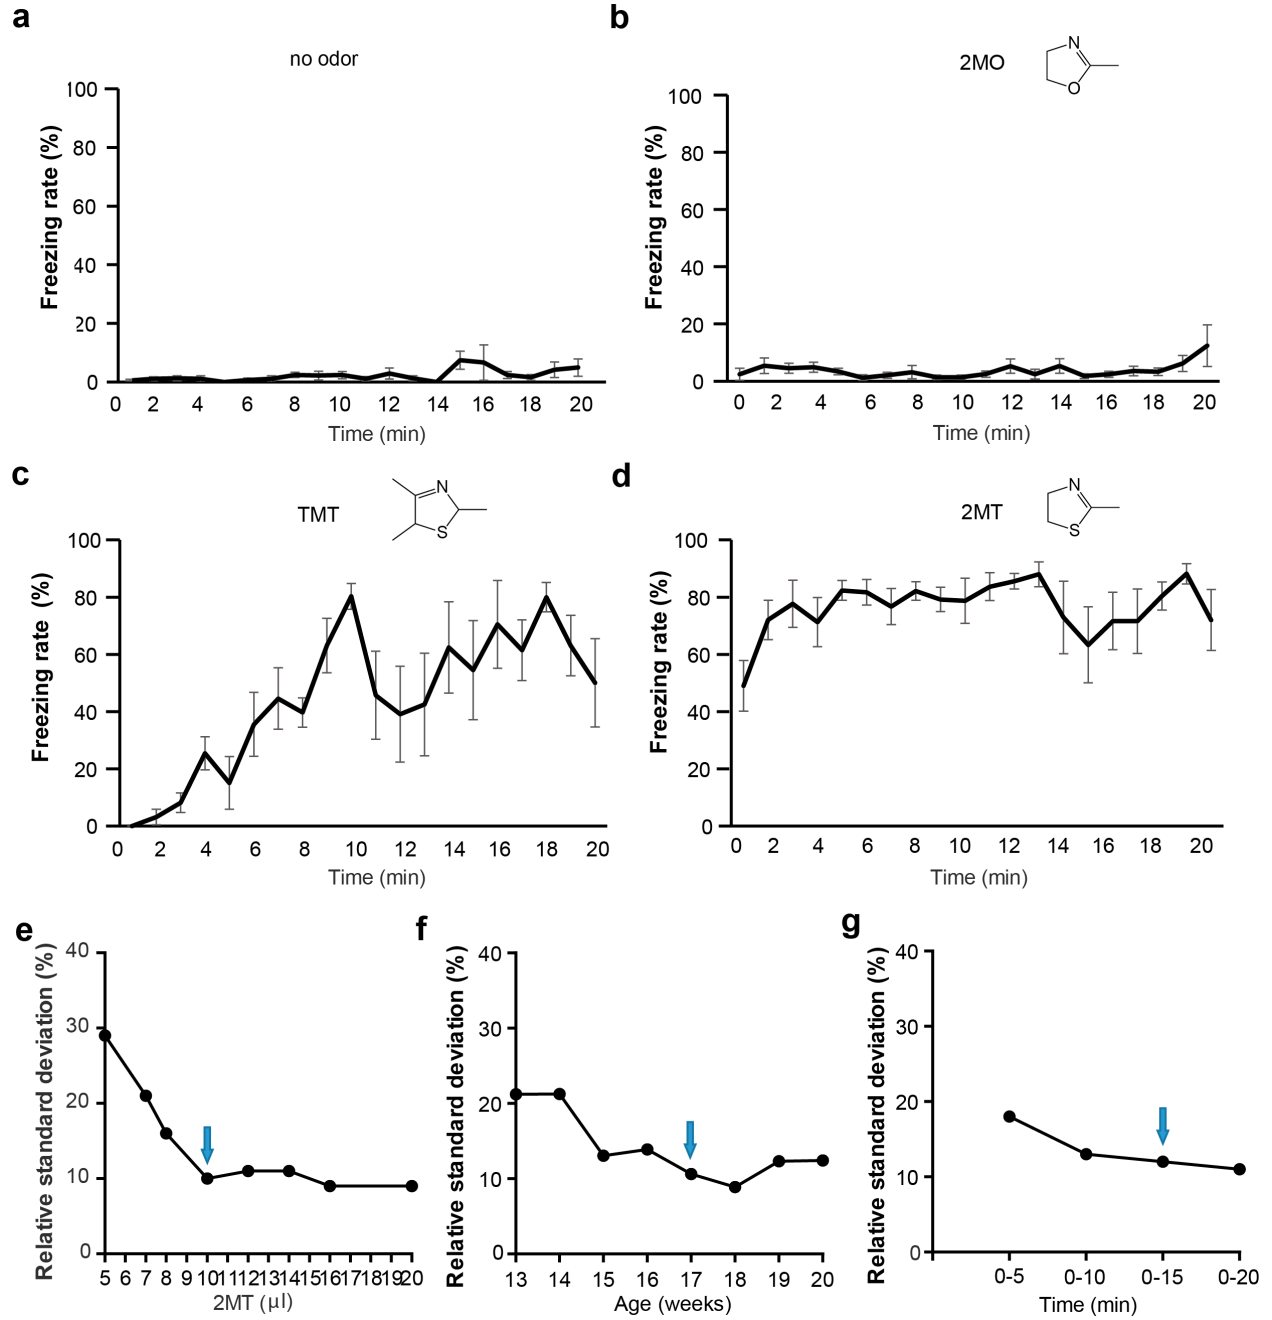 a
no odor
Freezing rate (%)
100
80
60
40
20
0
0 2 4 6 8 10 12 14 16 18 20
Time (min)
b
2MO
N
O
Freezing rate (%)
100
80
60
40
20
0
0 2 4 6 8 10 12 14 16 18 20
Time (min)
c
TMT
N
S
Freezing rate (%)
100
80
60
40
20
0
0 2 4 6 8 10 12 14 16 18 20
Time (min)
d
2MT
N
S
Freezing rate (%)
100
80
60
40
20
0
0 2 4 6 8 10 12 14 16 18 20
Time (min)
e
Relative standard deviation (%)
40
30
20
10
0
5 6 7 8 9 10 11 12 13 14 15 16 17 18 19 20
2MT (µl)
f
Relative standard deviation (%)
40
30
20
10
0
13 14 15 16 17 18 19 20
Age (weeks)
g
Relative standard deviation (%)
40
30
20
10
0
0-5 0-10 0-15 0-20
Time (min)